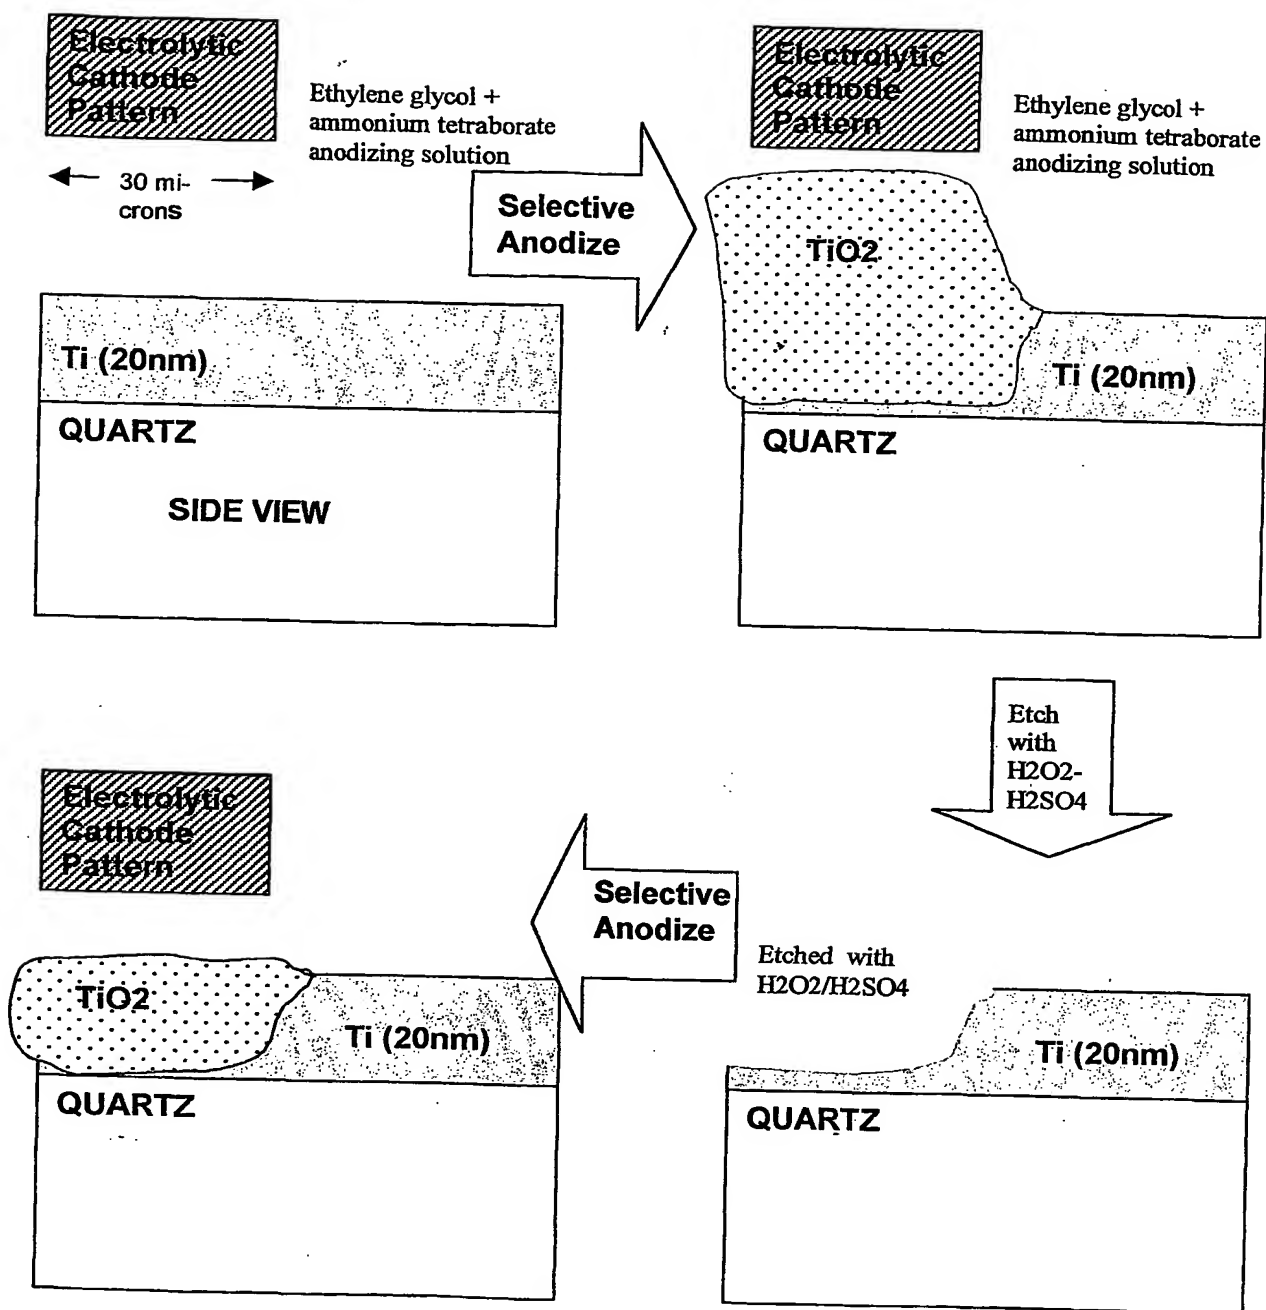 Electrolytic
Cathode
Pattern
Ethylene glycol +
ammonium tetraborate
anodizing solution
30 mi-
crons
Selective
Anodize
Electrolytic
Cathode
Pattern
Ethylene glycol +
ammonium tetraborate
anodizing solution
TiO2
Ti (20nm)
QUARTZ
SIDE VIEW
Ti (20nm)
QUARTZ
Etch
with
H2O2-
H2SO4
Electrolytic
Cathode
Pattern
Selective
Anodize
Etched with
H2O2/H2SO4
TiO2
Ti (20nm)
QUARTZ
Ti (20nm)
QUARTZ